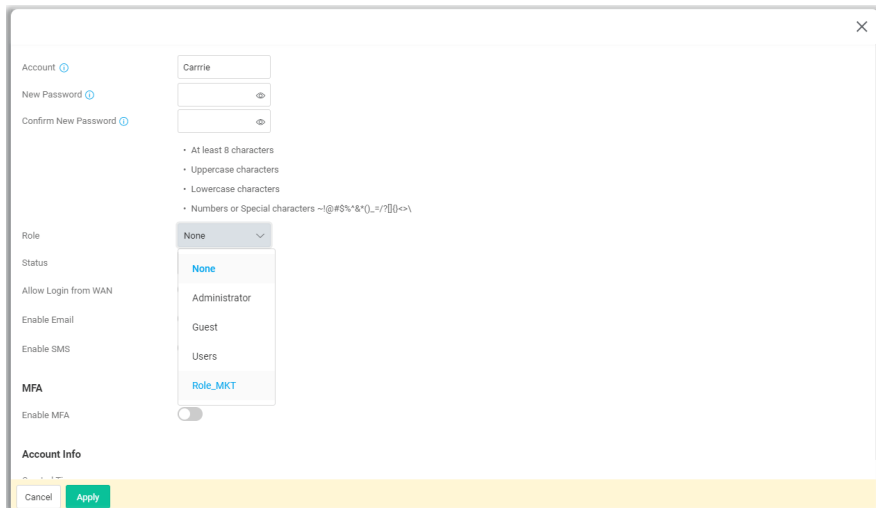 Account
Carrrie
New Password
Confirm New Password
• At least 8 characters
• Uppercase characters
• Lowercase characters
• Numbers or Special characters ~!@#$%^&*()_=/?[]{}<>\
Role
None
Status
None
Allow Login from WAN
Administrator
Enable Email
Guest
Enable SMS
Users
Role_MKT
MFA
Enable MFA
Account Info
Cancel
Apply